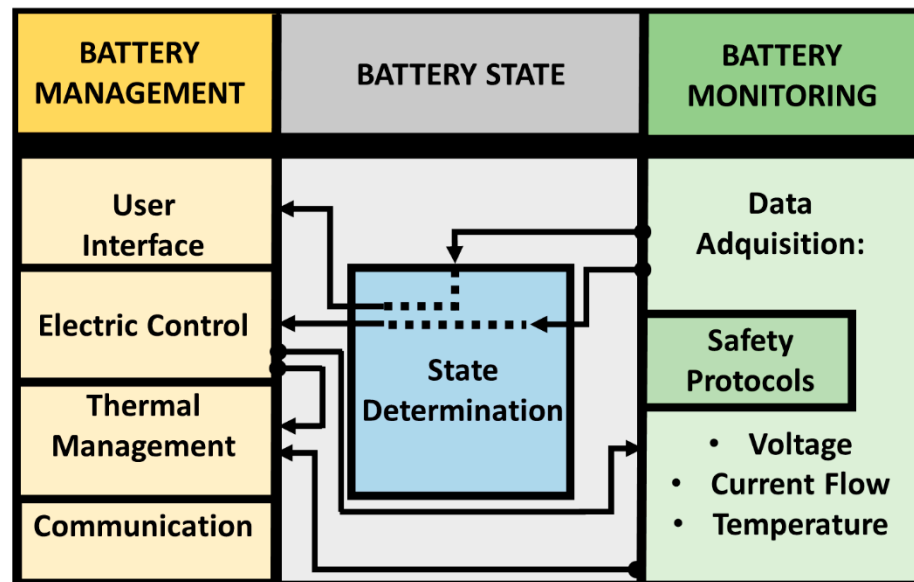 BATTERY
MANAGEMENT
BATTERY STATE
BATTERY
MONITORING
User
Interface
Electric Control
Thermal
Management
Communication
State
Determination
Data
Adquisition:
Safety
Protocols
• Voltage
• Current Flow
• Temperature